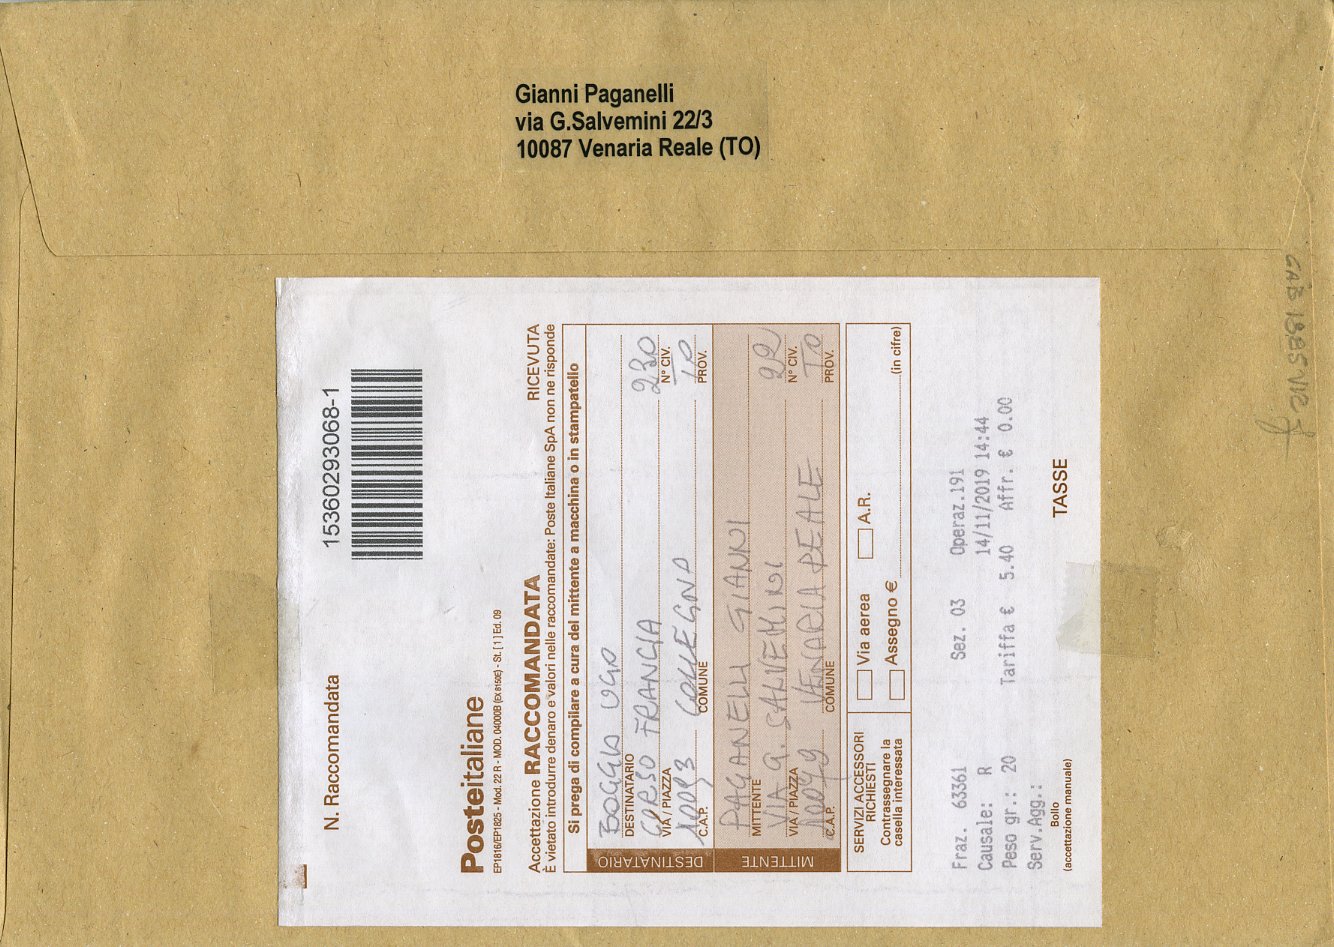 Gianni Paganelli
via G.Salvemini 22/3
10087 Venaria Reale (TO)
N. Raccomandata
15360293068-1
Posteitaliane
EP1816/EP1825 - Mod. 22 R - MOD. 04000B (EX 8150E) - St. [1] Ed. 09
Accettazione RACCOMANDATA RICEVUTA
È vietato introdurre denaro e valori nelle raccomandate: Poste Italiane SpA non ne risponde
Si prega di compilare a cura del mittente a macchina o in stampatello
DESTINATARIO
BOGGIO UGO
DESTINATARIO
CORSO FRANCIA 230
VIA / PIAZZA N° CIV.
10093 COLLEGNO TO
C.A.P. COMUNE PROV.
MITTENTE
PAGANELLI GIANNI
MITTENTE
VIA G. SALVEMINI 22
VIA / PIAZZA N° CIV.
VENARIA REALE TO
C.A.P. COMUNE PROV.
SERVIZI ACCESSORI
RICHIESTI
Contrassegnare la
casella interessata
Via aerea A.R.
Assegno € (in cifre)
Fraz. 63361 Sez. 03 Operaz.191
Causale: R 14/11/2019 14:44
Peso gr.: 20 Tariffa € 5.40 Affr. € 0.00
Serv.Agg.:
Bollo
(accettazione manuale)
TASSE